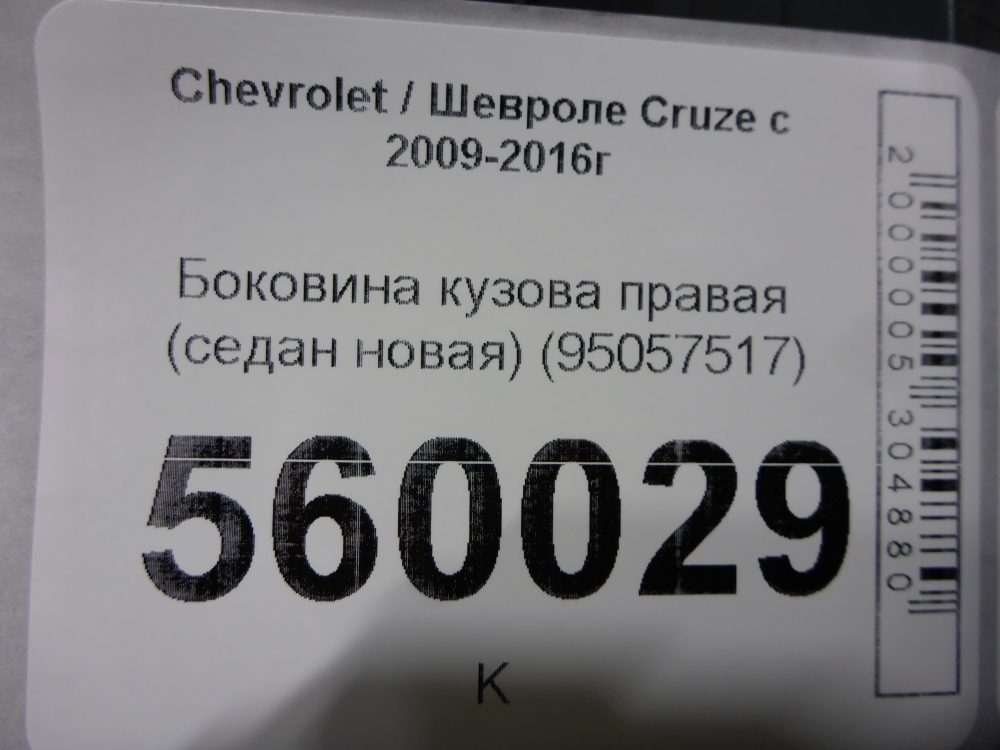 Chevrolet / Шевроле Cruze с
2009-2016г
Боковина кузова правая
(седан новая) (95057517)
560029
К
2000005304880